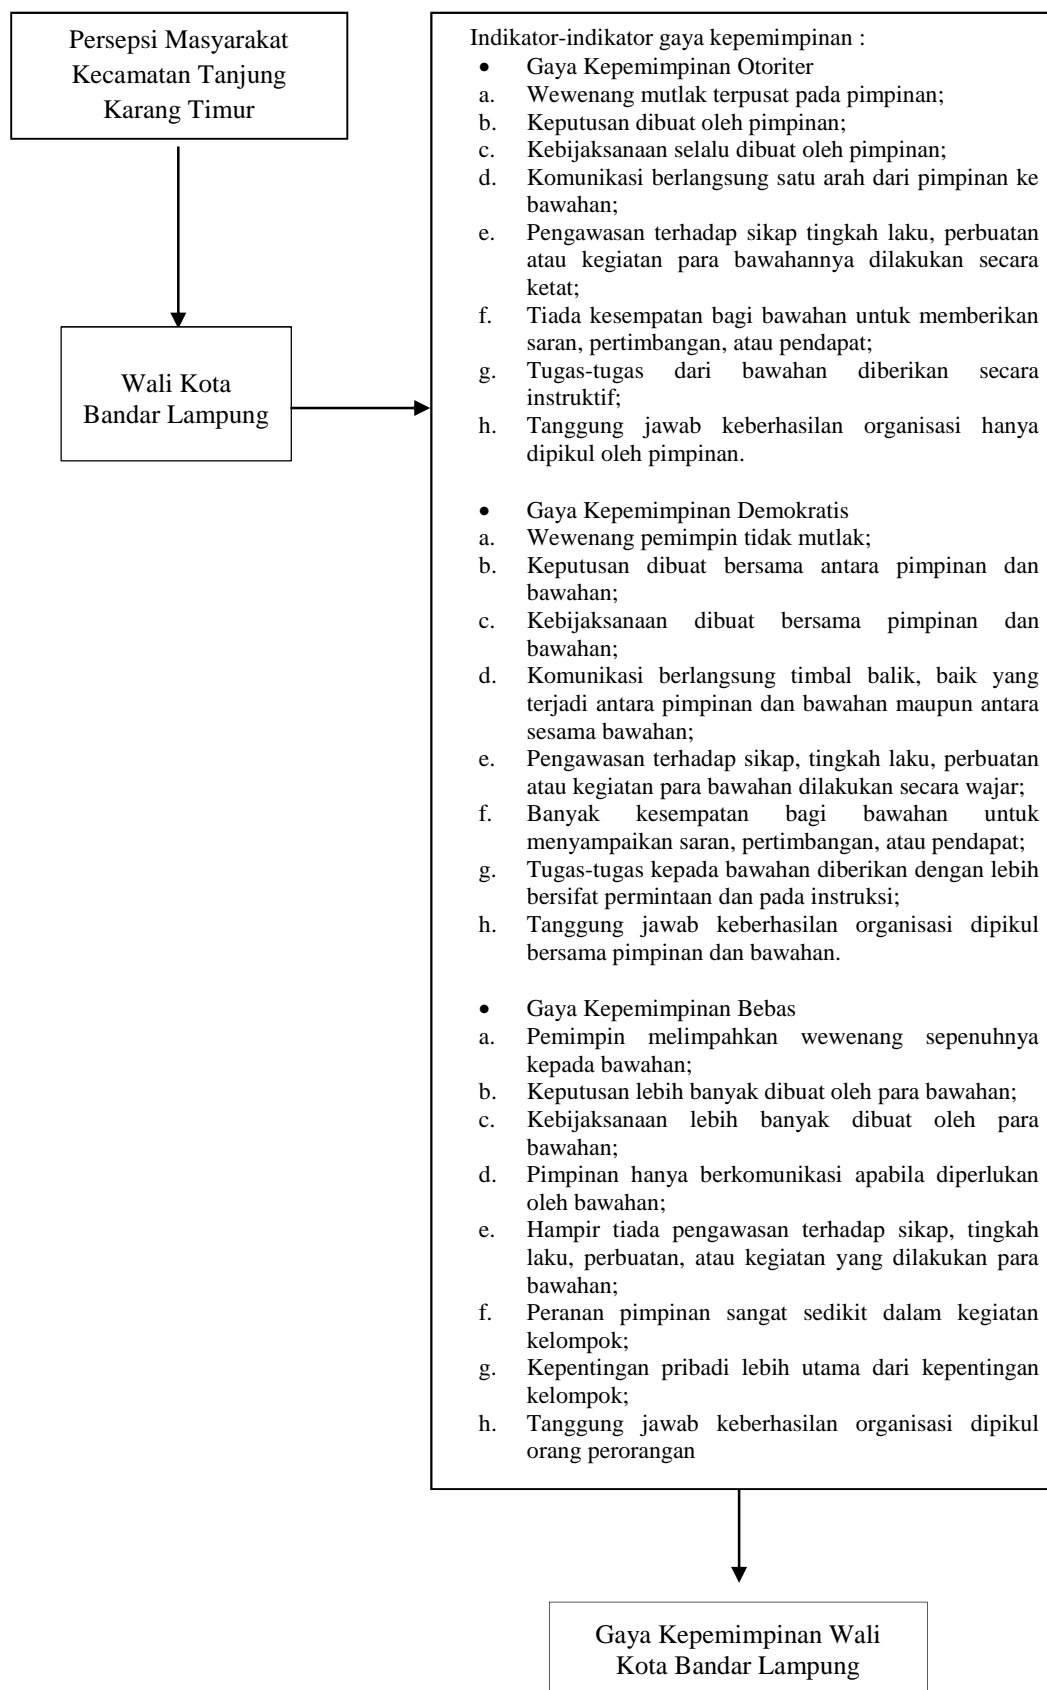 Persepsi Masyarakat
Kecamatan Tanjung
Karang Timur
Wali Kota
Bandar Lampung
Indikator-indikator gaya kepemimpinan :
• Gaya Kepemimpinan Otoriter
a. Wewenang mutlak terpusat pada pimpinan;
b. Keputusan dibuat oleh pimpinan;
c. Kebijaksanaan selalu dibuat oleh pimpinan;
d. Komunikasi berlangsung satu arah dari pimpinan ke
bawahan;
e. Pengawasan terhadap sikap tingkah laku, perbuatan
atau kegiatan para bawahannya dilakukan secara
ketat;
f. Tiada kesempatan bagi bawahan untuk memberikan
saran, pertimbangan, atau pendapat;
g. Tugas-tugas dari bawahan diberikan secara
instruktif;
h. Tanggung jawab keberhasilan organisasi hanya
dipikul oleh pimpinan.
• Gaya Kepemimpinan Demokratis
a. Wewenang pemimpin tidak mutlak;
b. Keputusan dibuat bersama antara pimpinan dan
bawahan;
c. Kebijaksanaan dibuat bersama pimpinan dan
bawahan;
d. Komunikasi berlangsung timbal balik, baik yang
terjadi antara pimpinan dan bawahan maupun antara
sesama bawahan;
e. Pengawasan terhadap sikap, tingkah laku, perbuatan
atau kegiatan para bawahan dilakukan secara wajar;
f. Banyak kesempatan bagi bawahan untuk
menyampaikan saran, pertimbangan, atau pendapat;
g. Tugas-tugas kepada bawahan diberikan dengan lebih
bersifat permintaan dan pada instruksi;
h. Tanggung jawab keberhasilan organisasi dipikul
bersama pimpinan dan bawahan.
• Gaya Kepemimpinan Bebas
a. Pemimpin melimpahkan wewenang sepenuhnya
kepada bawahan;
b. Keputusan lebih banyak dibuat oleh para bawahan;
c. Kebijaksanaan lebih banyak dibuat oleh para
bawahan;
d. Pimpinan hanya berkomunikasi apabila diperlukan
oleh bawahan;
e. Hampir tiada pengawasan terhadap sikap, tingkah
laku, perbuatan, atau kegiatan yang dilakukan para
bawahan;
f. Peranan pimpinan sangat sedikit dalam kegiatan
kelompok;
g. Kepentingan pribadi lebih utama dari kepentingan
kelompok;
h. Tanggung jawab keberhasilan organisasi dipikul
orang perorangan
Gaya Kepemimpinan Wali
Kota Bandar Lampung